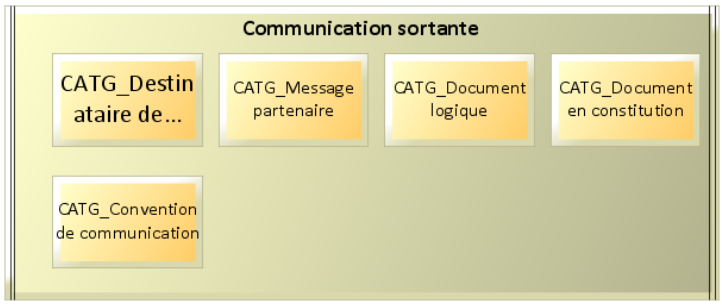 Communication sortante
CATG_Destin
ataire de...
CATG_Message
partenaire
CATG_Document
logique
CATG_Document
en constitution
CATG_Convention
de communication